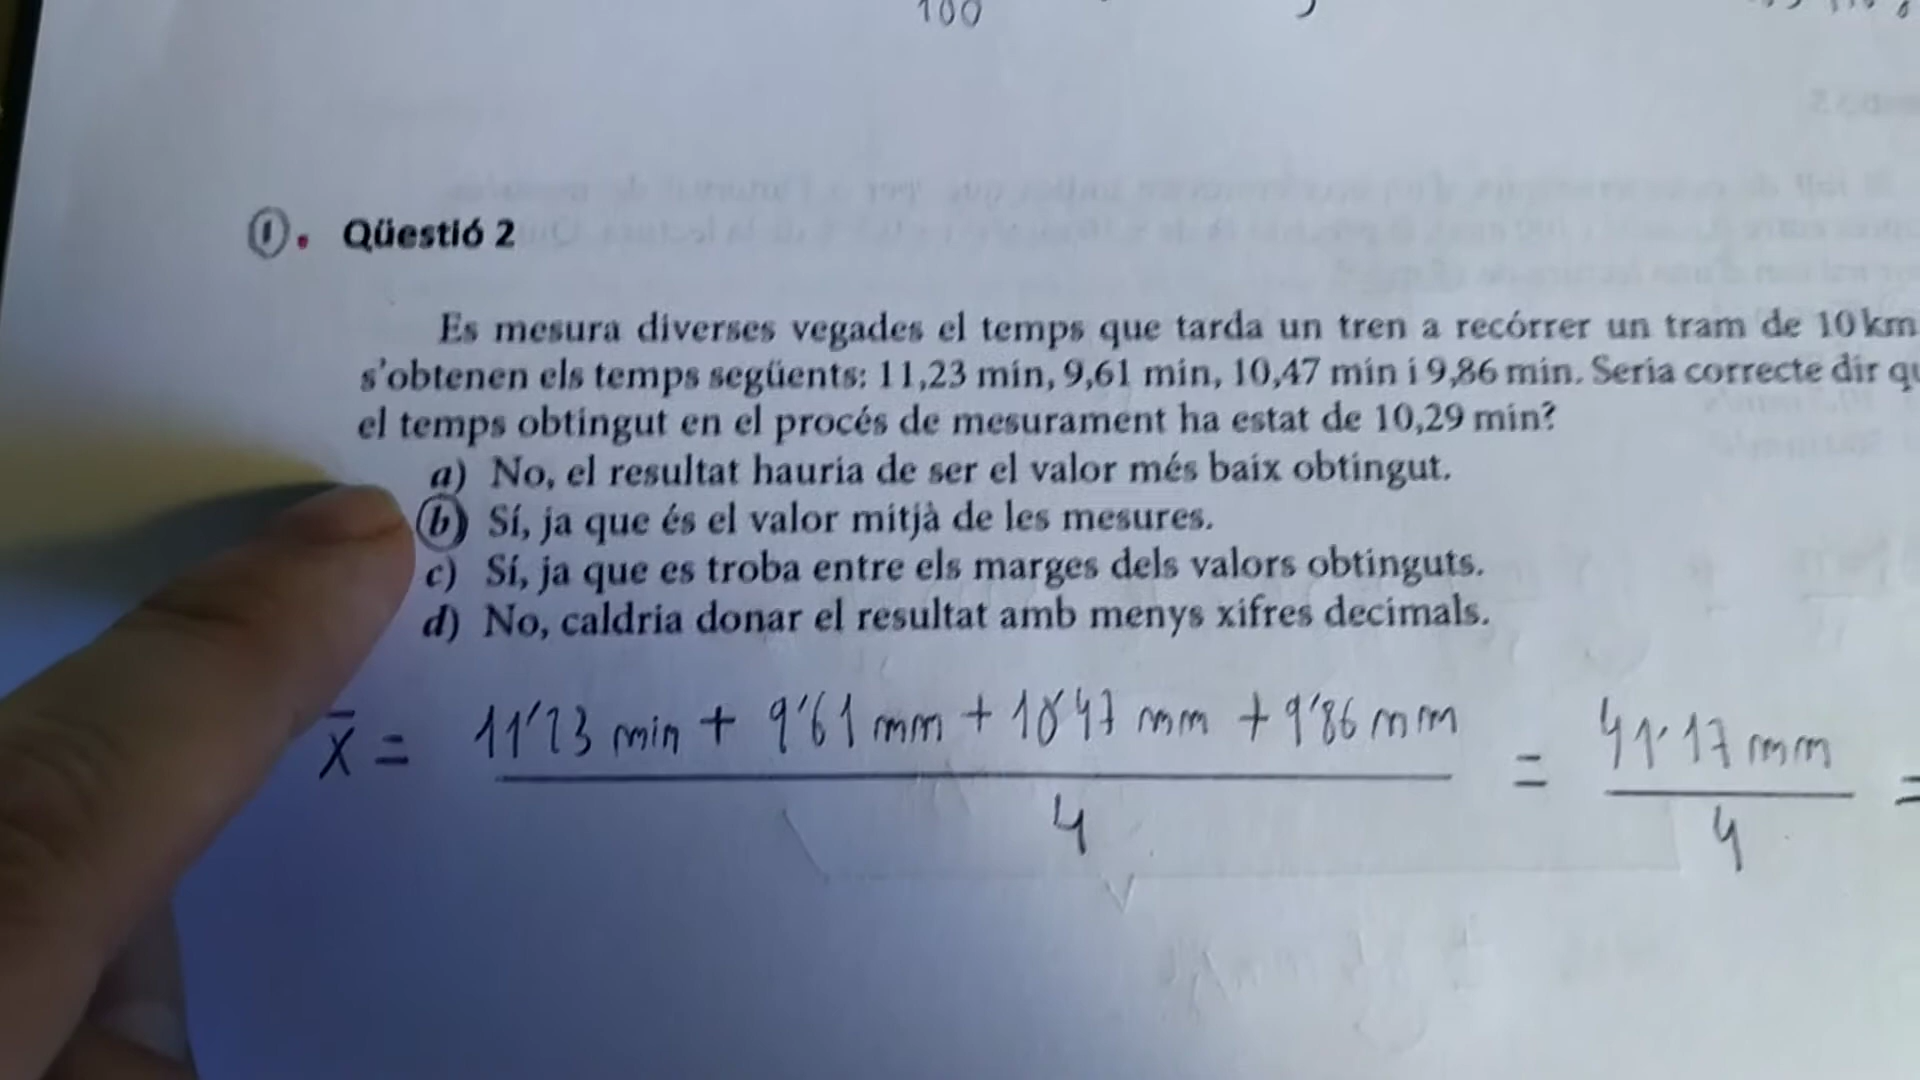 100
1. Qüestió 2
Es mesura diverses vegades el temps que tarda un tren a recórrer un tram de 10 km
s'obtenen els temps següents: 11,23 min, 9,61 min, 10,47 min i 9,86 min. Seria correcte dir qu
el temps obtingut en el procés de mesurament ha estat de 10,29 min?
a) No, el resultat hauria de ser el valor més baix obtingut.
b) Sí, ja que és el valor mitjà de les mesures.
c) Sí, ja que es troba entre els marges dels valors obtinguts.
d) No, caldria donar el resultat amb menys xifres decimals.
x̄ = 11'23 min + 9'61 min + 10'47 min + 9'86 min = 41'17 min =
4 4